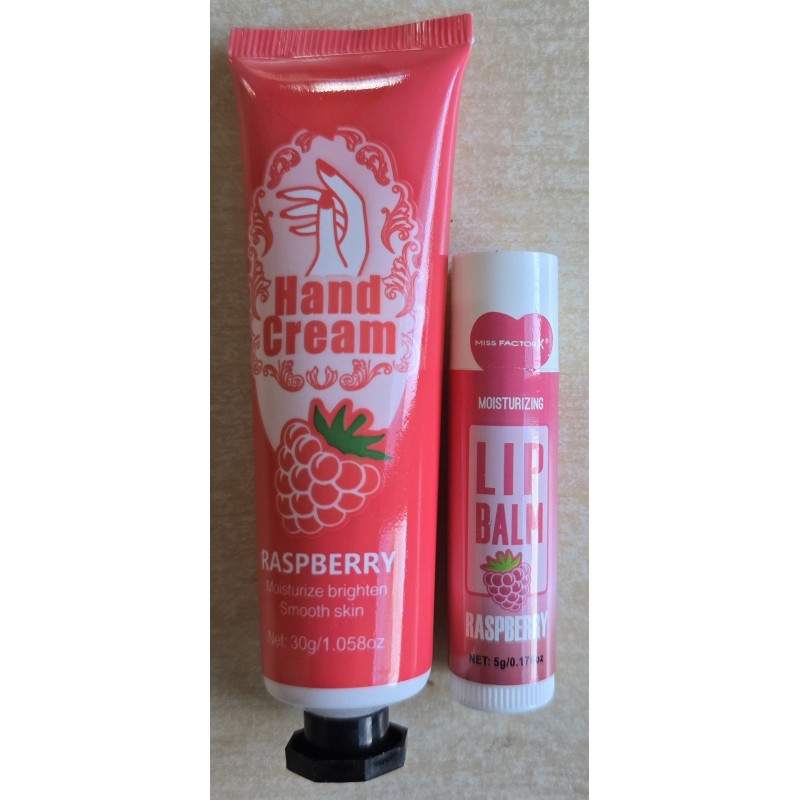 Hand
Cream
RASPBERRY
Moisturize brighten
Smooth skin
Net: 30g/1.058oz
MISS FACTOR X®
MOISTURIZING
LIP
BALM
RASPBERRY
NET: 5g/0.17oz